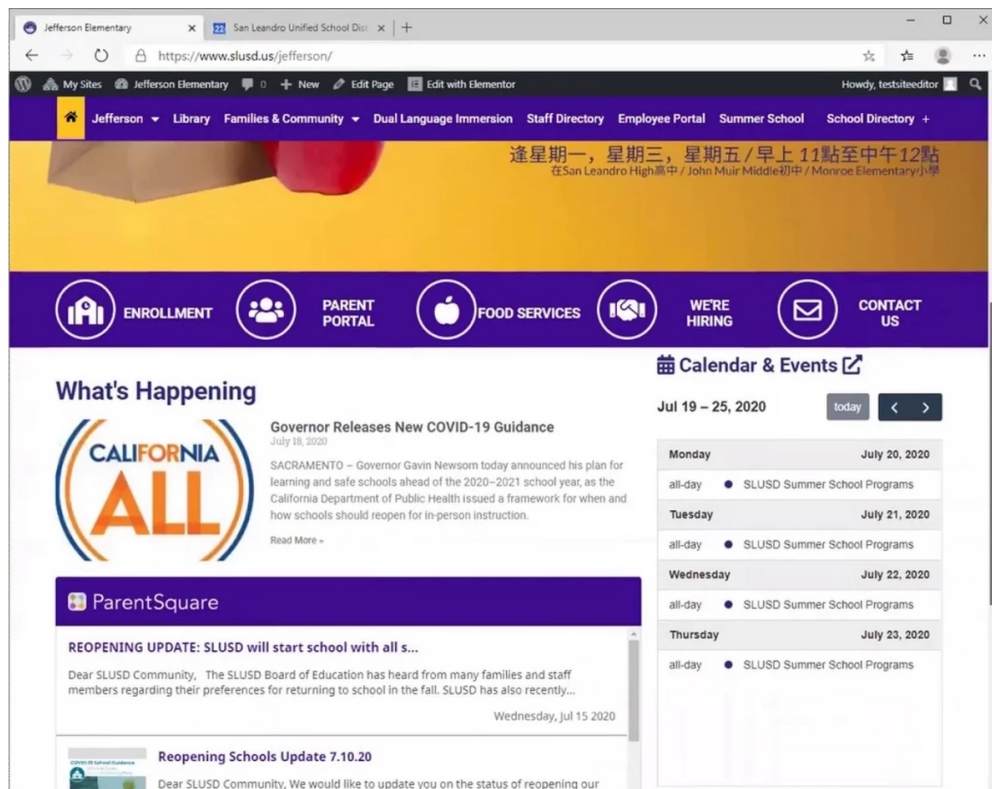 Jefferson Elementary
San Leandro Unified School Dist
https://www.slusd.us/jefferson/
My Sites Jefferson Elementary 0 New Edit Page Edit with Elementor Howdy, testsiteeditor
Jefferson Library Families & Community Dual Language Immersion Staff Directory Employee Portal Summer School School Directory +
逢星期一，星期三，星期五 / 早上 11點至中午12點
在San Leandro High高中 / John Muir Middle初中 / Monroe Elementary小學
ENROLLMENT
PARENT
PORTAL
FOOD SERVICES
WE'RE
HIRING
CONTACT
US
What's Happening
CALIFORNIA
ALL
Governor Releases New COVID-19 Guidance
July 18, 2020
SACRAMENTO – Governor Gavin Newsom today announced his plan for
learning and safe schools ahead of the 2020–2021 school year, as the
California Department of Public Health issued a framework for when and
how schools should reopen for in-person instruction.
Read More »
ParentSquare
REOPENING UPDATE: SLUSD will start school with all s...
Dear SLUSD Community, The SLUSD Board of Education has heard from many families and staff
members regarding their preferences for returning to school in the fall. SLUSD has also recently...
Wednesday, Jul 15 2020
Reopening Schools Update 7.10.20
Dear SLUSD Community, We would like to update you on the status of reopening our
Calendar & Events
Jul 19 – 25, 2020
today
Monday July 20, 2020
all-day SLUSD Summer School Programs
Tuesday July 21, 2020
all-day SLUSD Summer School Programs
Wednesday July 22, 2020
all-day SLUSD Summer School Programs
Thursday July 23, 2020
all-day SLUSD Summer School Programs